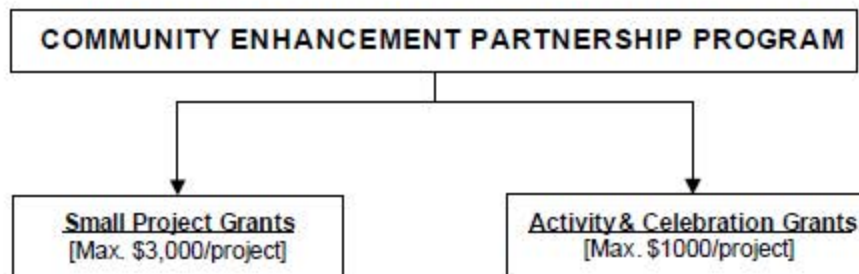 COMMUNITY ENHANCEMENT PARTNERSHIP PROGRAM
Small Project Grants
[Max. $3,000/project]
Activity & Celebration Grants
[Max. $1000/project]